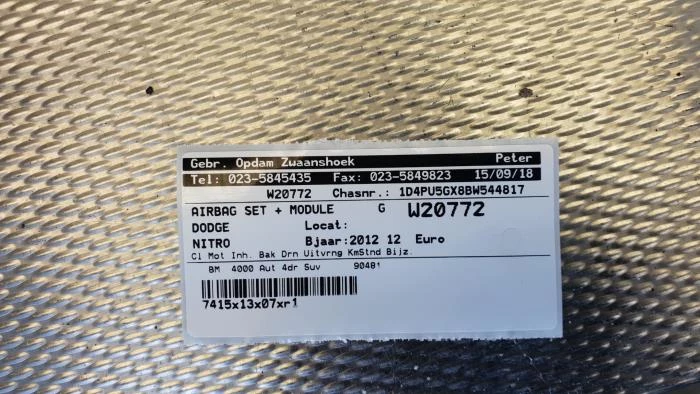 Gebr. Opdam Zwaanshoek Peter
Tel: 023-5845435 Fax: 023-5849823 15/09/18
W20772 Chasnr.: 1D4PU5GX8BW544817
AIRBAG SET + MODULE G W20772
DODGE Locat:
NITRO Bjaar:2012 12 Euro
Cl Mot Inh. Bak Drn Uitvrng KmStnd Bijz.
BM 4000 Aut 4dr Suv 90481
7415x13x07xr1